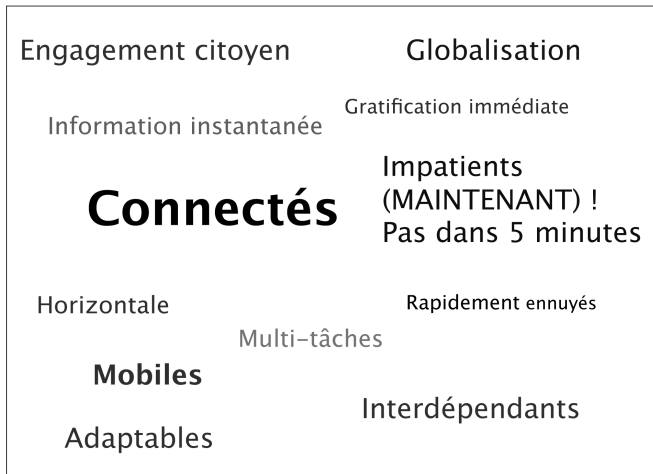 Engagement citoyen
Globalisation
Gratification immédiate
Information instantanée
Impatients
(MAINTENANT) !
Pas dans 5 minutes
Connectés
Horizontale
Rapidement ennuyés
Multi-tâches
Mobiles
Interdépendants
Adaptables